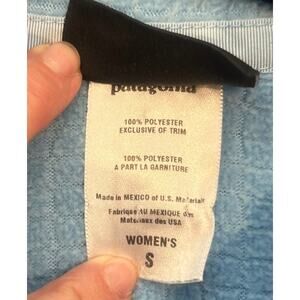 patagonia
100% POLYESTER
EXCLUSIVE OF TRIM
100% POLYESTER
A PART LA GARNITURE
Made in MEXICO of U.S. Materials
Fabriqué AU MEXIQUE des
Materiaux des USA
WOMEN'S
S